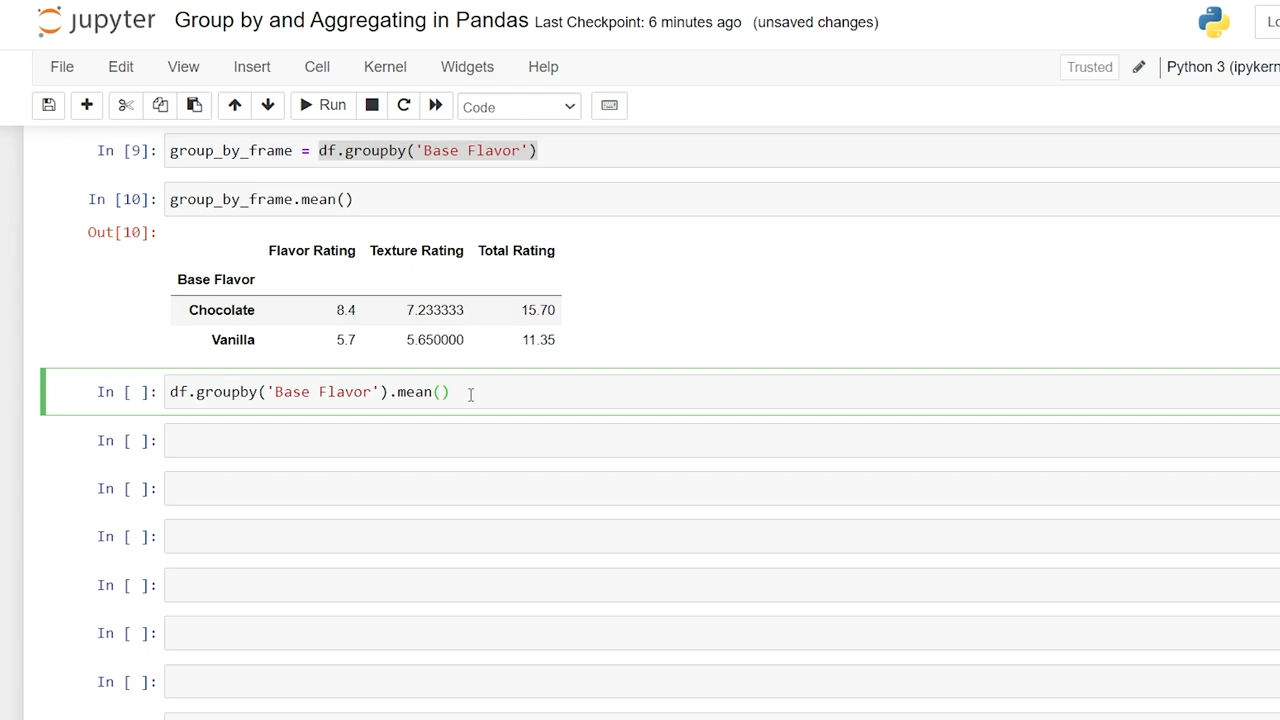 jupyter Group by and Aggregating in Pandas Last Checkpoint: 6 minutes ago (unsaved changes)
File Edit View Insert Cell Kernel Widgets Help Trusted Python 3 (ipykern
Run Code
In [9]: group_by_frame = df.groupby('Base Flavor')
In [10]: group_by_frame.mean()
Out[10]:
Flavor Rating Texture Rating Total Rating
Base Flavor
Chocolate 8.4 7.233333 15.70
Vanilla 5.7 5.650000 11.35
In [ ]: df.groupby('Base Flavor').mean()
In [ ]:
In [ ]:
In [ ]:
In [ ]:
In [ ]:
In [ ]: